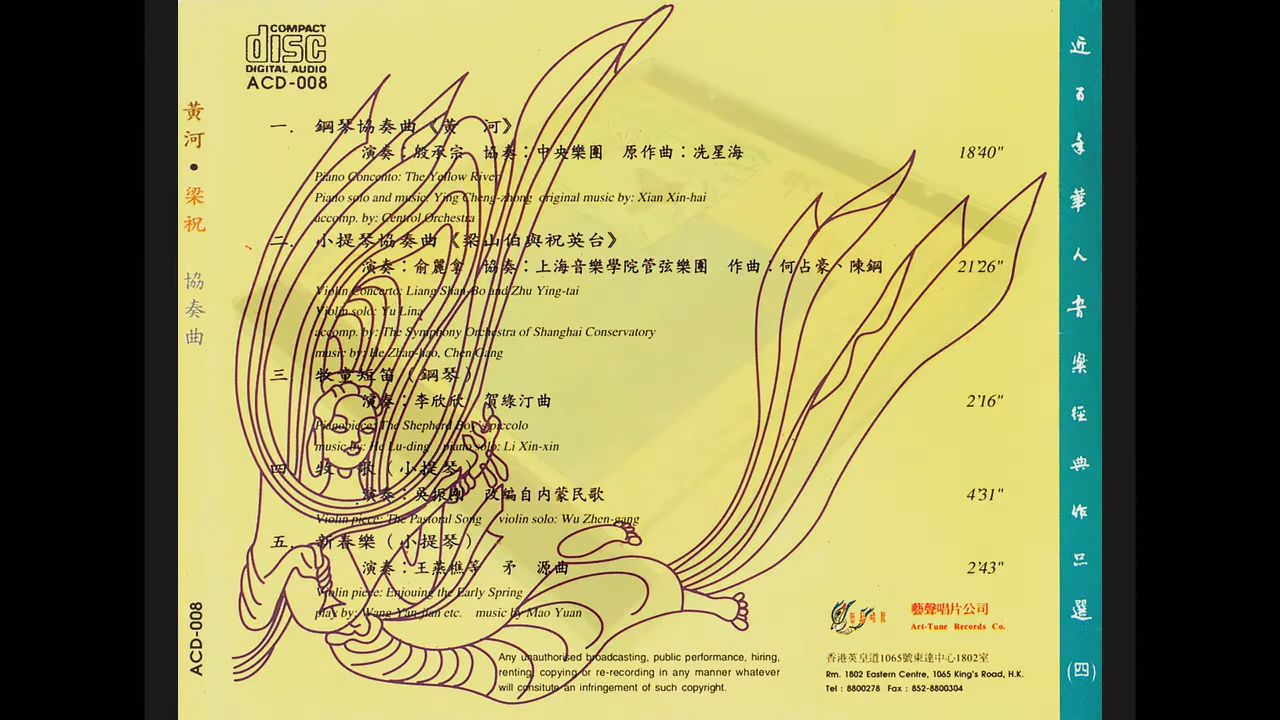 COMPACT
disc
DIGITAL AUDIO
ACD-008
一. 鋼琴協奏曲《黃 河》
演奏：殷承宗 協奏：中央樂團 原作曲：冼星海 18'40"
Piano Conconto: The Yollow River
Piano solo and music: Ying Cheng-zhong original music by: Xian Xin-hai
accomp. by: Centrol Orchestra
二. 小提琴協奏曲《梁山伯與祝英台》
演奏：俞麗拿 協奏：上海音樂學院管弦樂團 作曲：何占豪、陳鋼 21'26"
Violin Concerto: Liang Shan-Bo and Zhu Ying-tai
Violin solo: Yu Lina
accomp. by: The Symphony Orchestra of Shanghai Conservatory
music by: He Zhan-hao, Chen Gang
三. 牧童短笛（鋼琴）
演奏：李欣欣 賀綠汀曲 2'16"
Pianopiece: The Shepherd Boy's piccolo
music by: He Lu-ding piano solo: Li Xin-xin
四. 牧 歌（小提琴）
演奏：吳振剛 改編自內蒙民歌 4'31"
Violin piece: The Pastoral Song violin solo: Wu Zhen-gang
五. 新春樂（小提琴）
演奏：王燕樵等 矛 源曲 2'43"
Violin piece: Enjouing the Early Spring
play by: Wang Yan-jian etc. music by Mao Yuan
Any unauthorised broadcasting, public performance, hiring,
renting, copying or re-recording in any manner whatever
will consitute an infringement of such copyright.
藝聲唱片公司
Art-Tune Records Co.
香港英皇道1065號東達中心1802室
Rm. 1802 Eastern Centre, 1065 King's Road, H.K.
Tel : 8800278 Fax : 852-8800304
黃河•梁祝 協奏曲
ACD-008
近百年華人音樂經典作品選（四）